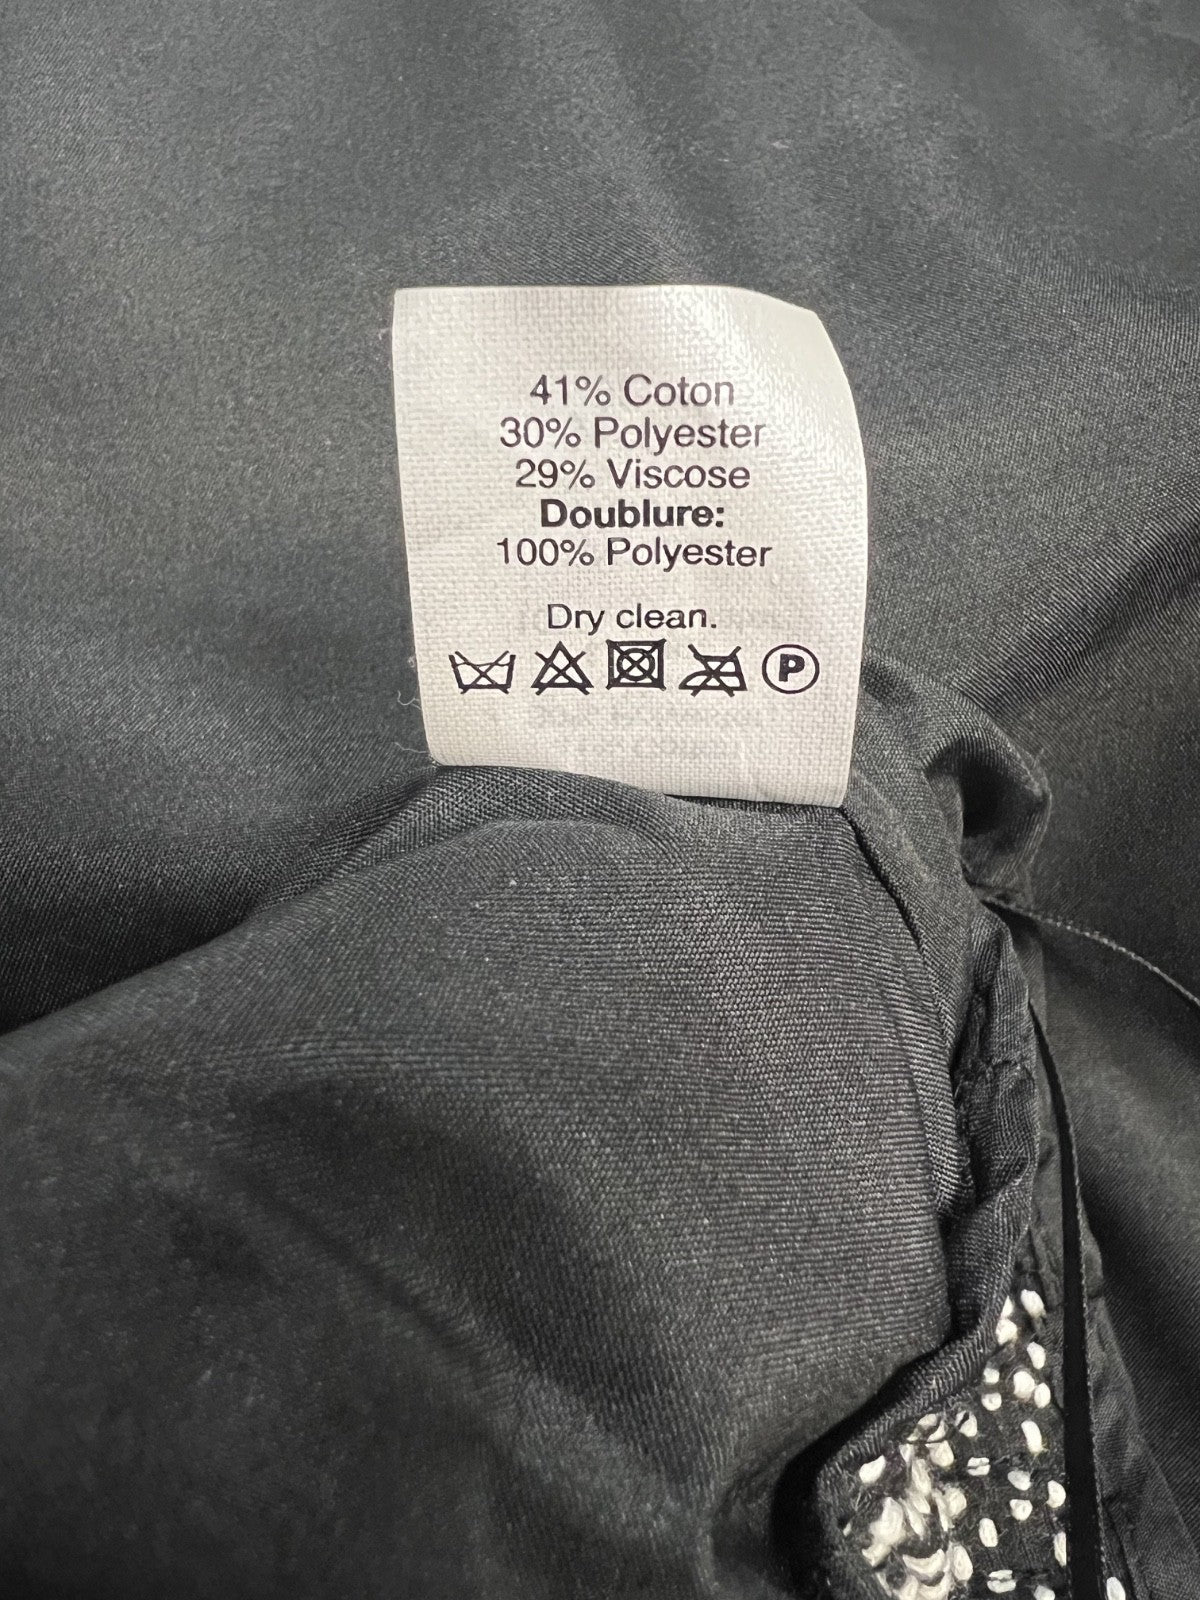 41% Coton
30% Polyester
29% Viscose
Doublure:
100% Polyester
Dry clean.
P